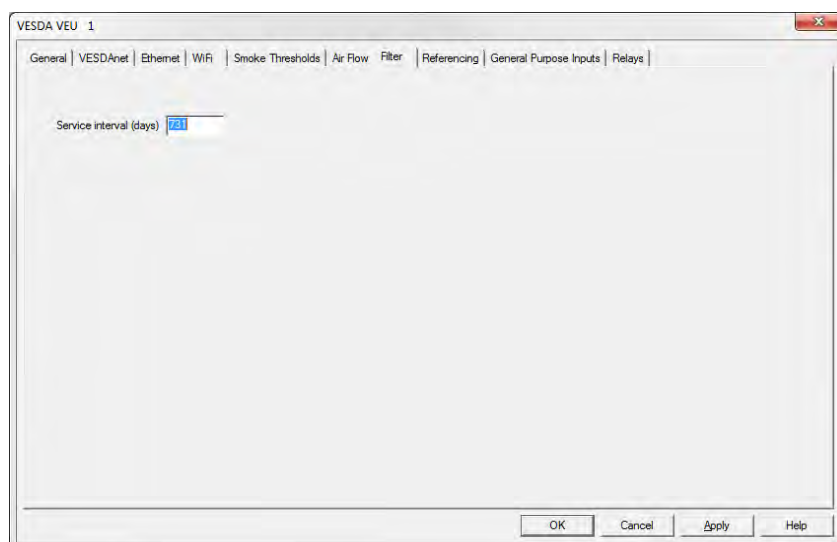 VESDA VEU 1
General VESDAnet Ethernet WiFi Smoke Thresholds Air Flow Filter Referencing General Purpose Inputs Relays
Service interval (days) 731
OK Cancel Apply Help